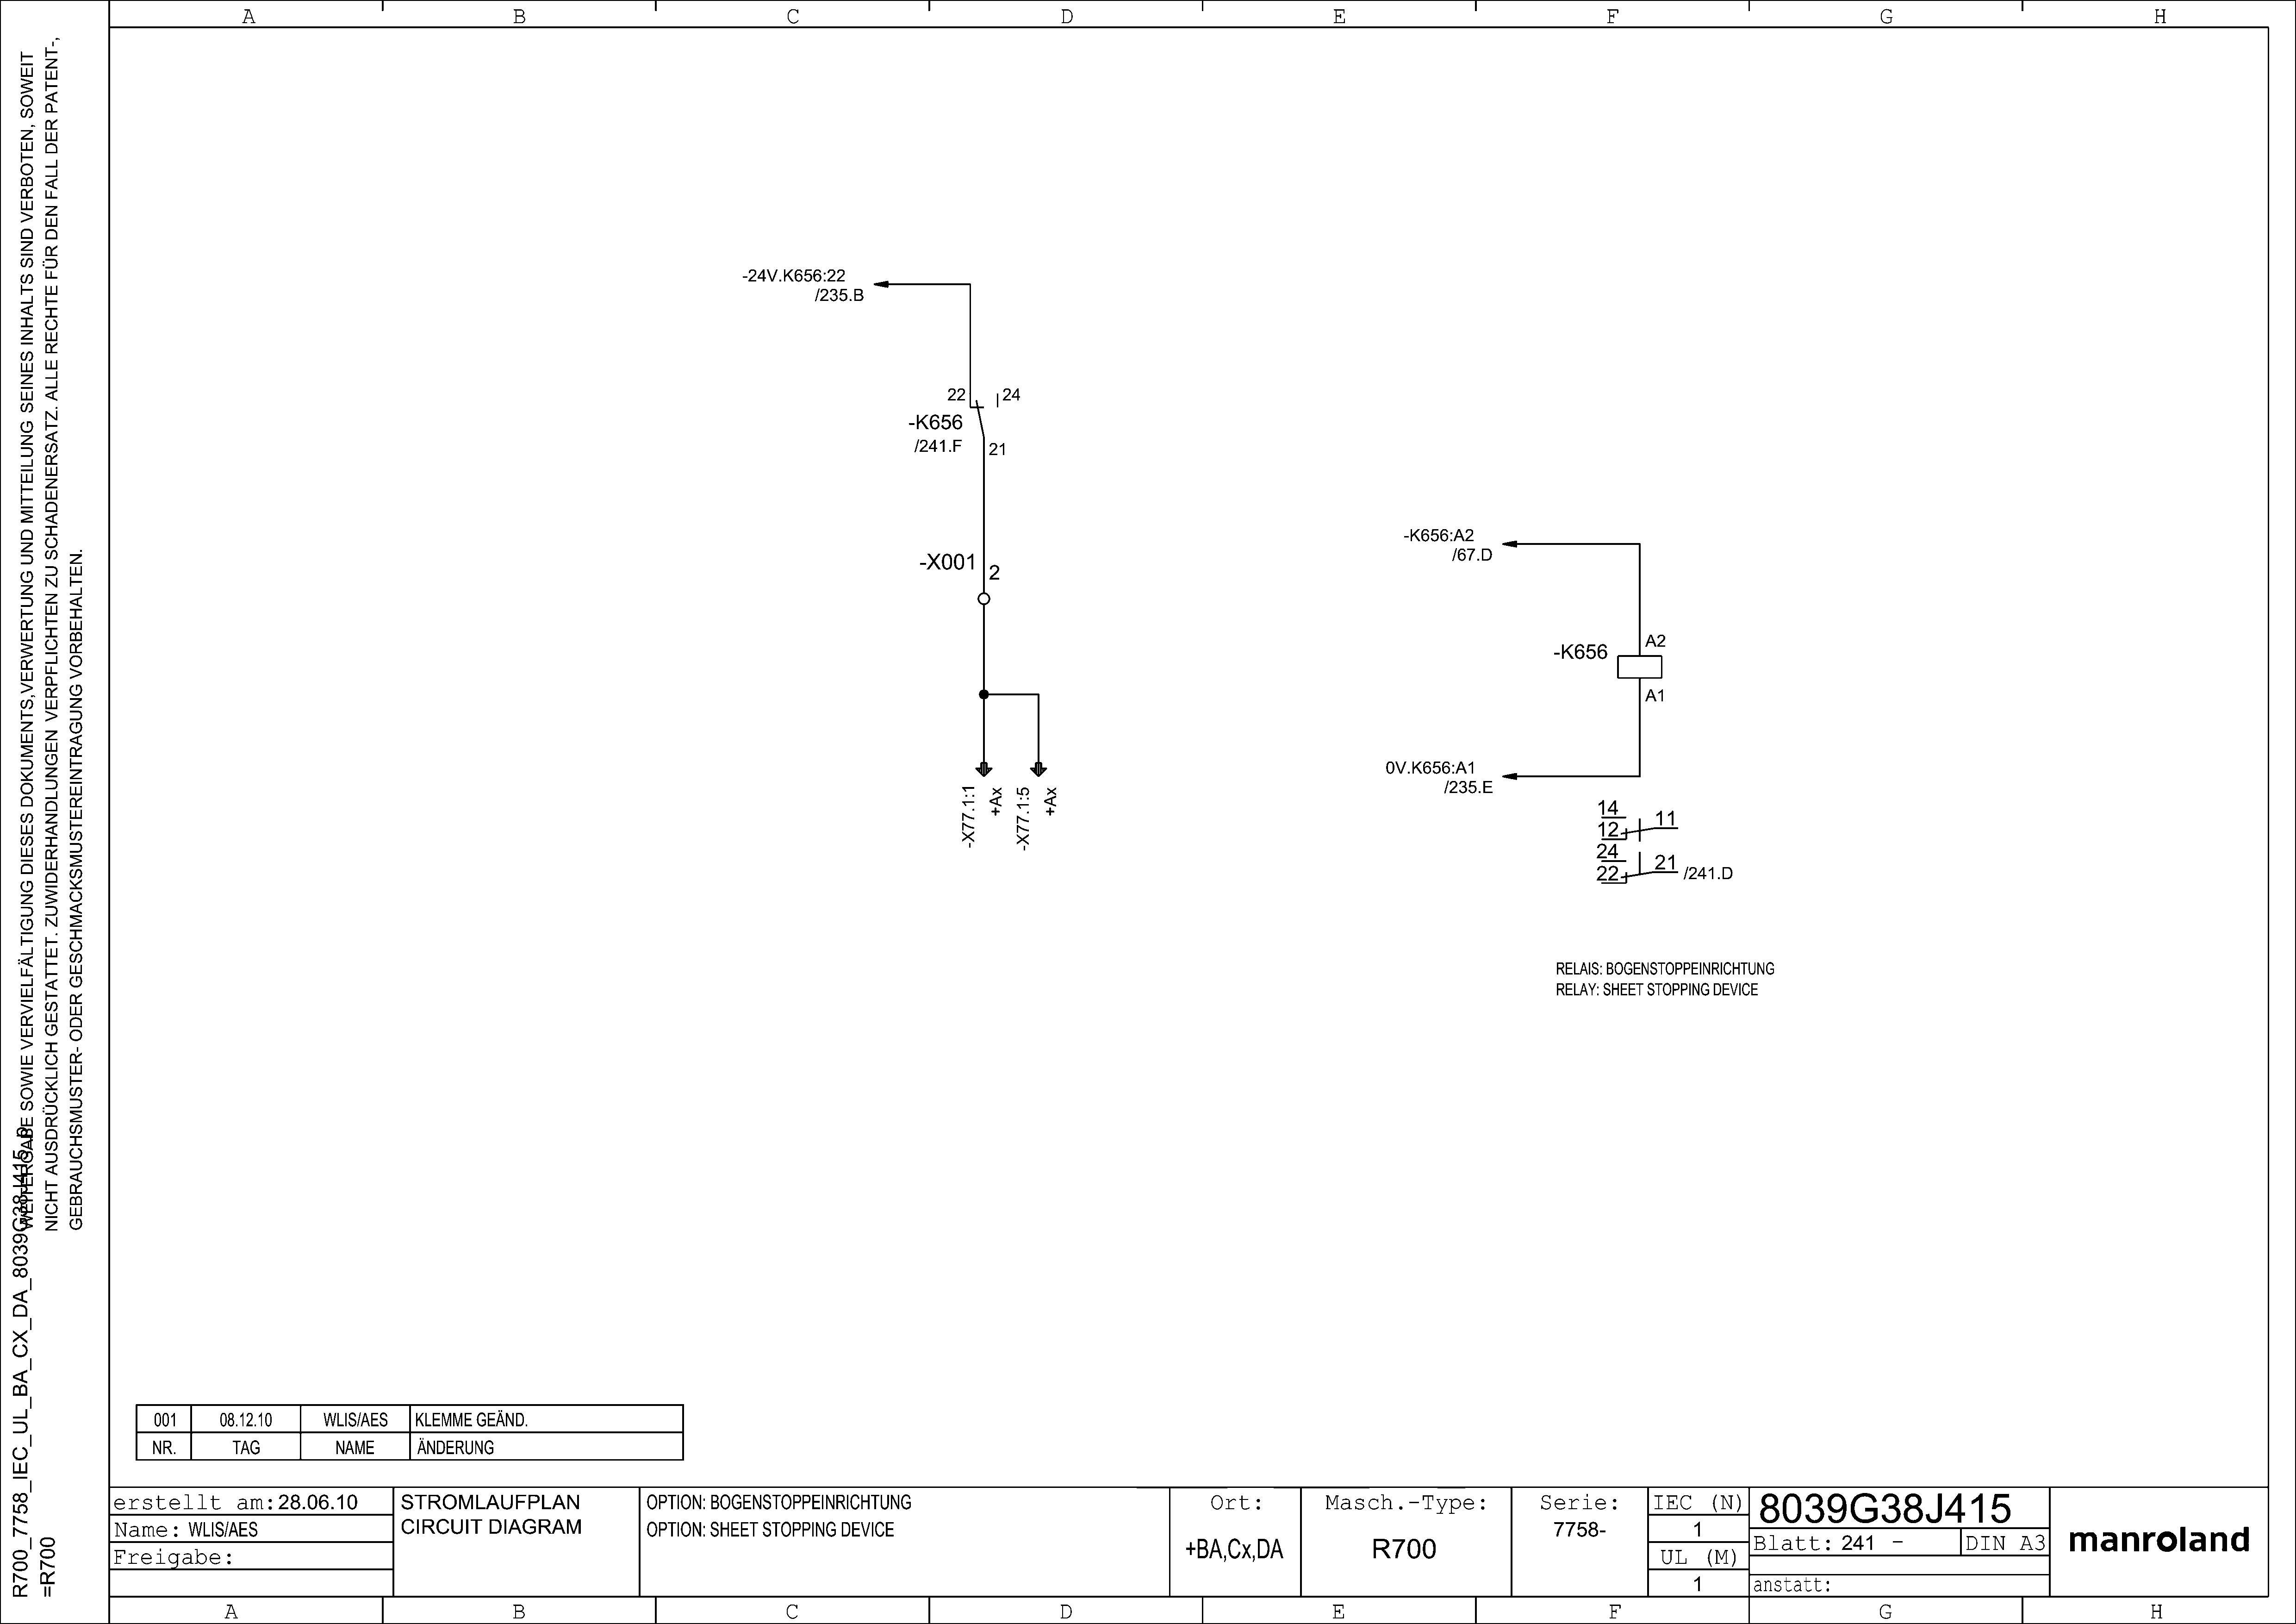 A B C D E F G H
WEITERGABE SOWIE VERVIELFÄLTIGUNG DIESES DOKUMENTS,VERWERTUNG UND MITTEILUNG SEINES INHALTS SIND VERBOTEN, SOWEIT
NICHT AUSDRÜCKLICH GESTATTET. ZUWIDERHANDLUNGEN VERPFLICHTEN ZU SCHADENERSATZ. ALLE RECHTE FÜR DEN FALL DER PATENT-,
GEBRAUCHSMUSTER- ODER GESCHMACKSMUSTEREINTRAGUNG VORBEHALTEN.
R700_7758_IEC_UL_BA_CX_DA_8039G38J415_P
=R700
-24V.K656:22
/235.B
22 24
-K656
/241.F 21
-X001 2
-X77.1:1
+Ax
-X77.1:5
+Ax
-K656:A2
/67.D
-K656 A2
A1
0V.K656:A1
/235.E
14
12 11
24
22 21 /241.D
RELAIS: BOGENSTOPPEINRICHTUNG
RELAY: SHEET STOPPING DEVICE
001 08.12.10 WLIS/AES KLEMME GEÄND.
NR. TAG NAME ÄNDERUNG
erstellt am: 28.06.10
Name: WLIS/AES
Freigabe:
STROMLAUFPLAN
CIRCUIT DIAGRAM
OPTION: BOGENSTOPPEINRICHTUNG
OPTION: SHEET STOPPING DEVICE
Ort:
+BA,Cx,DA
Masch.-Type:
R700
Serie:
7758-
IEC (N)
1
UL (M)
1
8039G38J415
Blatt: 241 - DIN A3
anstatt:
manroland
A B C D E F G H